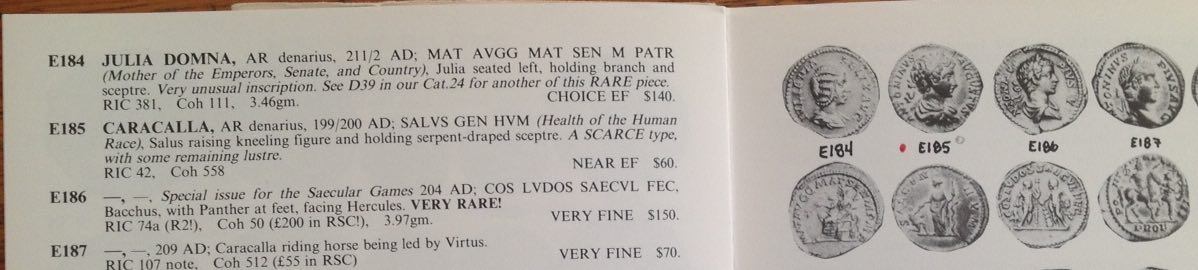 E184 JULIA DOMNA, AR denarius, 211/2 AD; MAT AVGG MAT SEN M PATR
(Mother of the Emperors, Senate, and Country), Julia seated left, holding branch and
sceptre. Very unusual inscription. See D39 in our Cat.24 for another of this RARE piece.
RIC 381, Coh 111, 3.46gm. CHOICE EF $140.
E185 CARACALLA, AR denarius, 199/200 AD; SALVS GEN HVM (Health of the Human
Race), Salus raising kneeling figure and holding serpent-draped sceptre. A SCARCE type,
with some remaining lustre.
RIC 42, Coh 558 NEAR EF $60.
E186 —, —, Special issue for the Saecular Games 204 AD; COS LVDOS SAECVL FEC,
Bacchus, with Panther at feet, facing Hercules. VERY RARE!
RIC 74a (R2!), Coh 50 (£200 in RSC!), 3.97gm. VERY FINE $150.
E187 —, —, 209 AD; Caracalla riding horse being led by Virtus.
RIC 107 note, Coh 512 (£55 in RSC) VERY FINE $70.
E184 E185 E186 E187